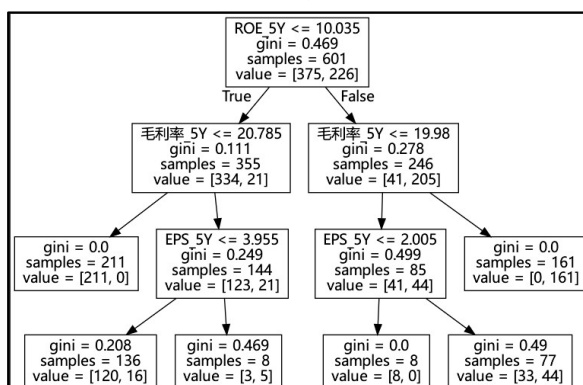 ROE_5Y <= 10.035
gini = 0.469
samples = 601
value = [375, 226]
True
False
毛利率_5Y <= 20.785
gini = 0.111
samples = 355
value = [334, 21]
毛利率_5Y <= 19.98
gini = 0.278
samples = 246
value = [41, 205]
gini = 0.0
samples = 211
value = [211, 0]
EPS_5Y <= 3.955
gini = 0.249
samples = 144
value = [123, 21]
EPS_5Y <= 2.005
gini = 0.499
samples = 85
value = [41, 44]
gini = 0.0
samples = 161
value = [0, 161]
gini = 0.208
samples = 136
value = [120, 16]
gini = 0.469
samples = 8
value = [3, 5]
gini = 0.0
samples = 8
value = [8, 0]
gini = 0.49
samples = 77
value = [33, 44]